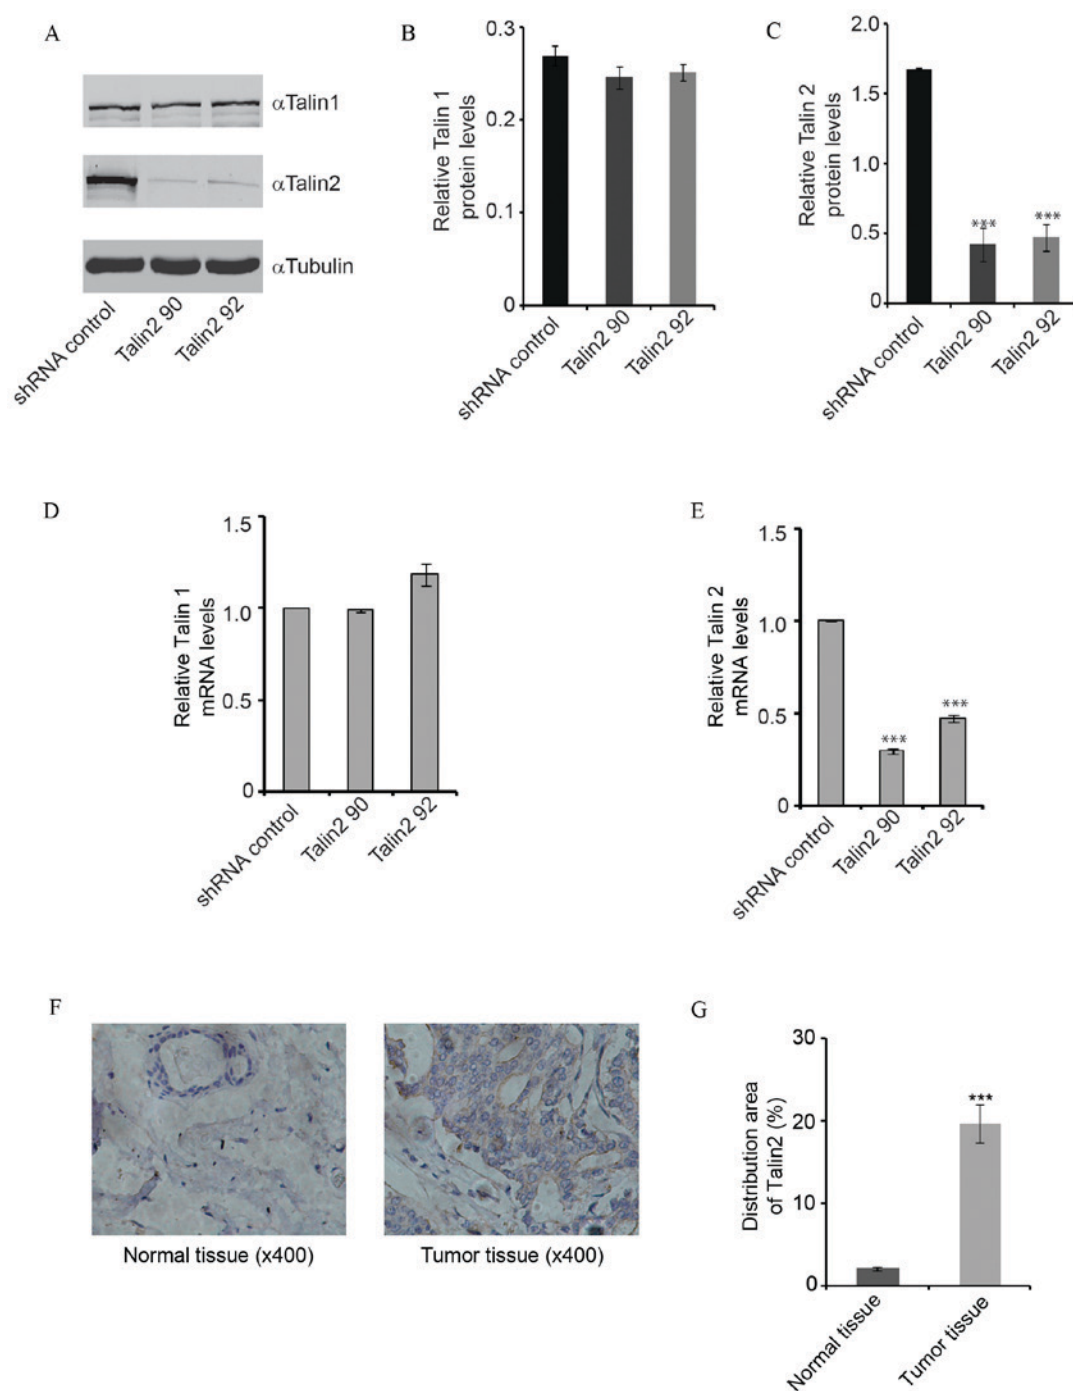 A
αTalin1
αTalin2
αTubulin
shRNA control
Talin2 90
Talin2 92
B
Relative Talin 1
protein levels
0.3
0.2
0.1
0
shRNA control
Talin2 90
Talin2 92
C
Relative Talin 2
protein levels
2.0
1.5
1.0
0.5
0
***
***
shRNA control
Talin2 90
Talin2 92
D
Relative Talin 1
mRNA levels
1.5
1.0
0.5
0
shRNA control
Talin2 90
Talin2 92
E
Relative Talin 2
mRNA levels
1.5
1.0
0.5
0
***
***
shRNA control
Talin2 90
Talin2 92
F
Normal tissue (x400)
Tumor tissue (x400)
G
Distribution area
of Talin2 (%)
30
20
10
0
***
Normal tissue
Tumor tissue